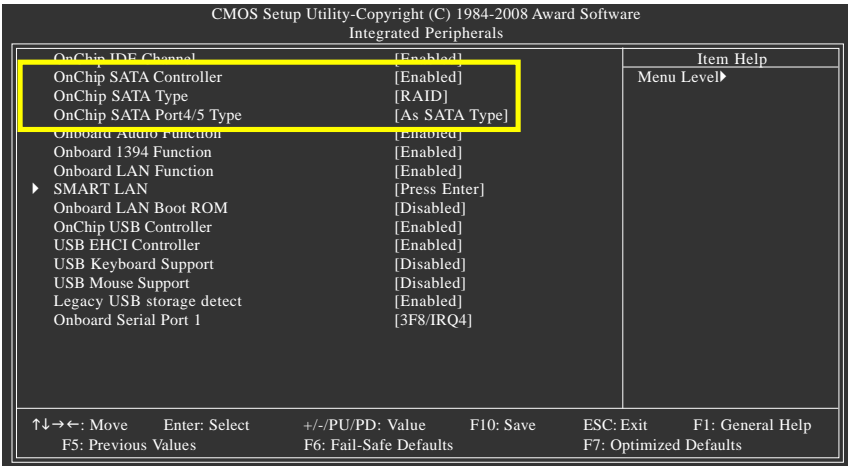 CMOS Setup Utility-Copyright (C) 1984-2008 Award Software
Integrated Peripherals
OnChip IDE Channel [Enabled] Item Help
OnChip SATA Controller [Enabled] Menu Level▶
OnChip SATA Type [RAID]
OnChip SATA Port4/5 Type [As SATA Type]
Onboard Audio Function [Enabled]
Onboard 1394 Function [Enabled]
Onboard LAN Function [Enabled]
▶ SMART LAN [Press Enter]
Onboard LAN Boot ROM [Disabled]
OnChip USB Controller [Enabled]
USB EHCI Controller [Enabled]
USB Keyboard Support [Disabled]
USB Mouse Support [Disabled]
Legacy USB storage detect [Enabled]
Onboard Serial Port 1 [3F8/IRQ4]
↑↓→←: Move Enter: Select +/-/PU/PD: Value F10: Save ESC: Exit F1: General Help
F5: Previous Values F6: Fail-Safe Defaults F7: Optimized Defaults